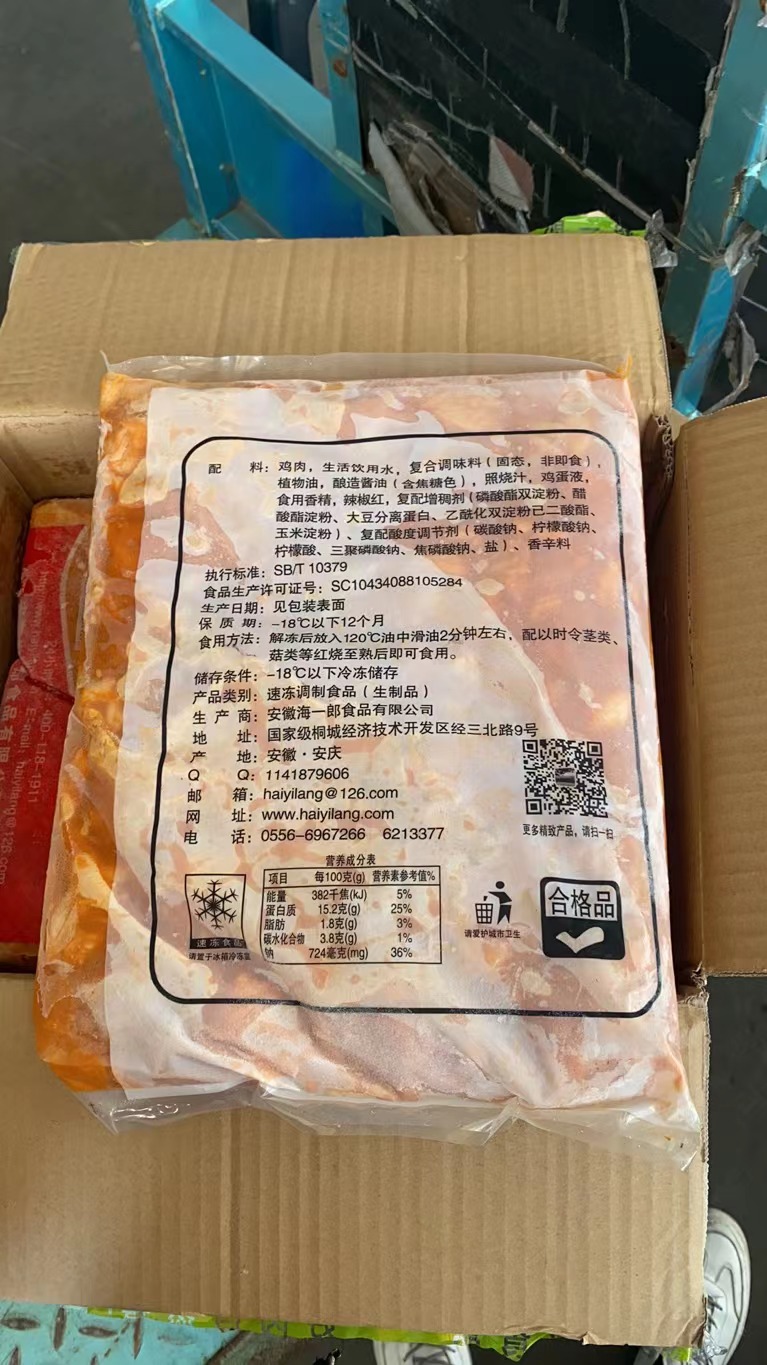 配 料：鸡肉，生活饮用水，复合调味料（固态，非即食），
植物油，酿造酱油（含焦糖色），照烧汁，鸡蛋液，
食用香精，辣椒红，复配增稠剂（磷酸酯双淀粉、醋
酸酯淀粉、大豆分离蛋白、乙酰化双淀粉己二酸酯、
玉米淀粉）、复配酸度调节剂（碳酸钠、柠檬酸钠、
柠檬酸、三聚磷酸钠、焦磷酸钠、盐）、香辛料
执行标准：SB/T 10379
食品生产许可证号：SC10434088105284
生产日期：见包装表面
保 质 期：-18℃以下12个月
食用方法：解冻后放入120℃油中滑油2分钟左右，配以时令茎类、
菇类等红烧至熟后即可食用。
储存条件：-18℃以下冷冻储存
产品类别：速冻调制食品（生制品）
生 产 商：安徽海一郎食品有限公司
地 址：国家级桐城经济技术开发区经三北路9号
产 地：安徽·安庆
Q Q：1141879606
邮 箱：haiyilang@126.com
网 址：www.haiyilang.com
电 话：0556-6967266 6213377
更多精致产品，请扫一扫
营养成分表
项目 每100克(g) 营养素参考值%
能量 382千焦(kJ) 5%
蛋白质 15.2克(g) 25%
脂肪 1.8克(g) 3%
碳水化合物 3.8克(g) 1%
钠 724毫克(mg) 36%
速冻食品
请置于冰箱冷冻室
请爱护城市卫生
合格品
400-118-1911
E-mail: haiyilang@126.com
食品有限公